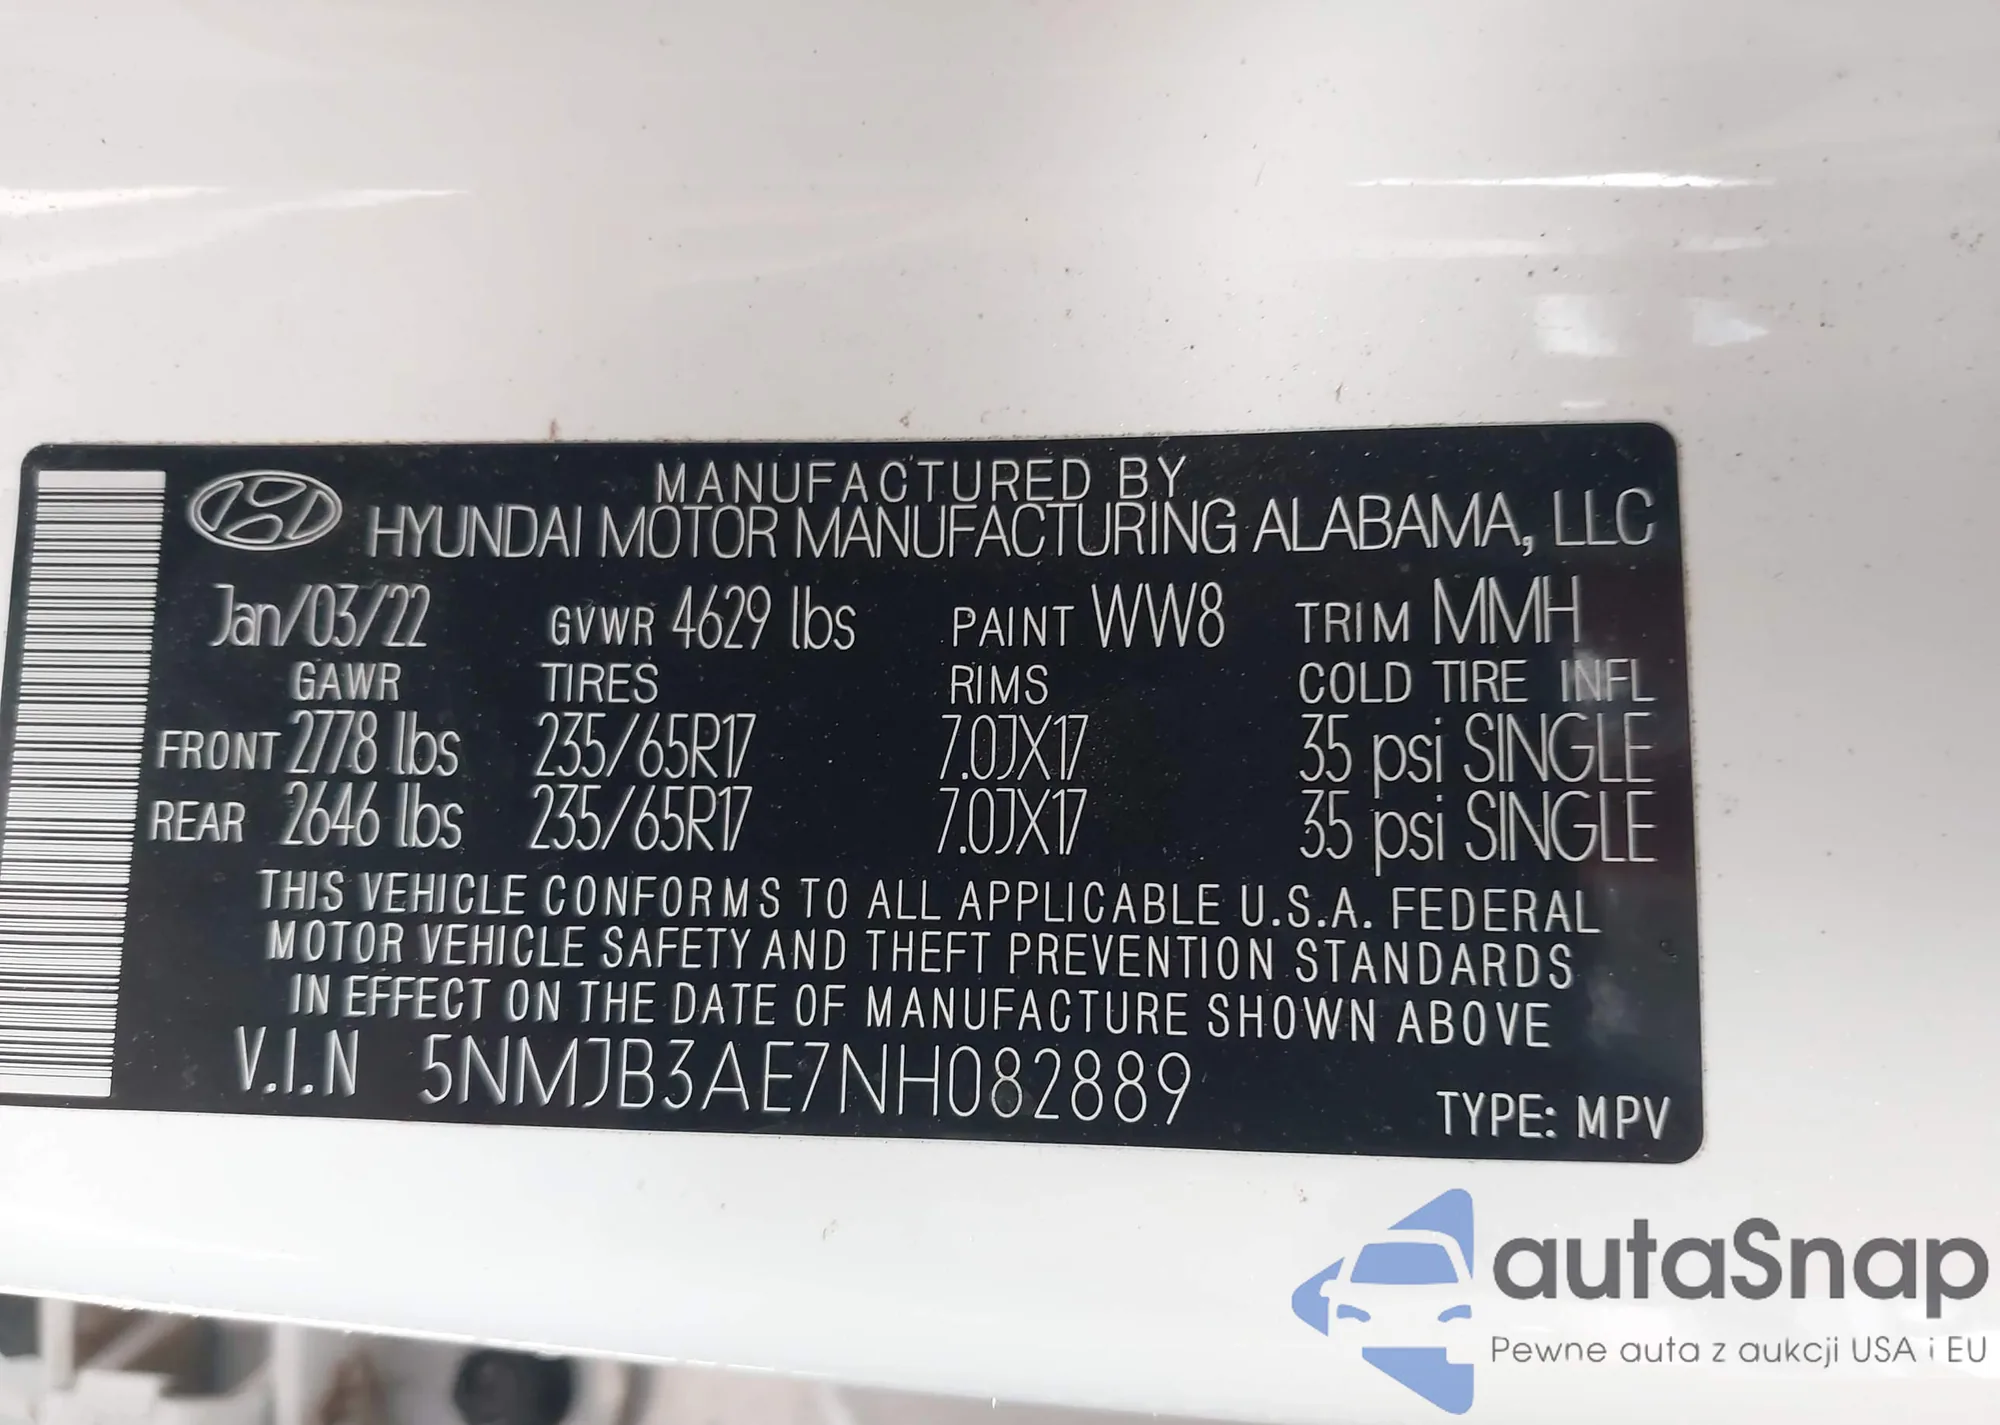 MANUFACTURED BY
HYUNDAI MOTOR MANUFACTURING ALABAMA, LLC
Jan/03/22 GVWR 4629 lbs PAINT WW8 TRIM MMH
GAWR TIRES RIMS COLD TIRE INFL
FRONT 2778 lbs 235/65R17 7.0JX17 35 psi SINGLE
REAR 2646 lbs 235/65R17 7.0JX17 35 psi SINGLE
THIS VEHICLE CONFORMS TO ALL APPLICABLE U.S.A. FEDERAL
MOTOR VEHICLE SAFETY AND THEFT PREVENTION STANDARDS
IN EFFECT ON THE DATE OF MANUFACTURE SHOWN ABOVE
V.I.N 5NMJB3AE7NH082889
TYPE: MPV
autaSnap
Pewne auta z aukcji USA i EU